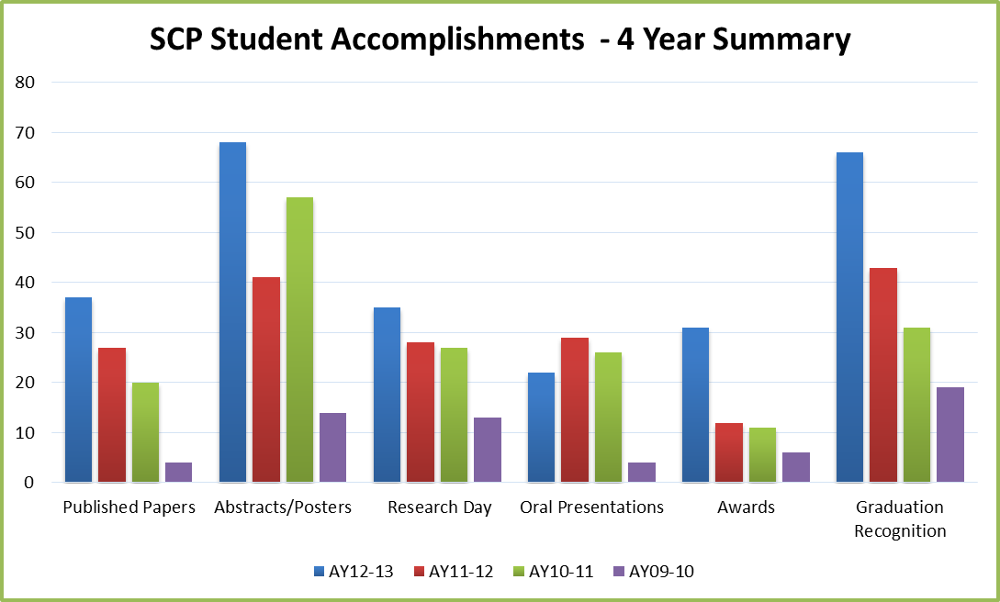 SCP Student Accomplishments  - 4 Year Summary
80
70
60
50
40
30
20
10
0
Published Papers Abstracts/Posters Research Day Oral Presentations Awards Graduation
Recognition
AY12-13 AY11-12 AY10-11 AY09-10